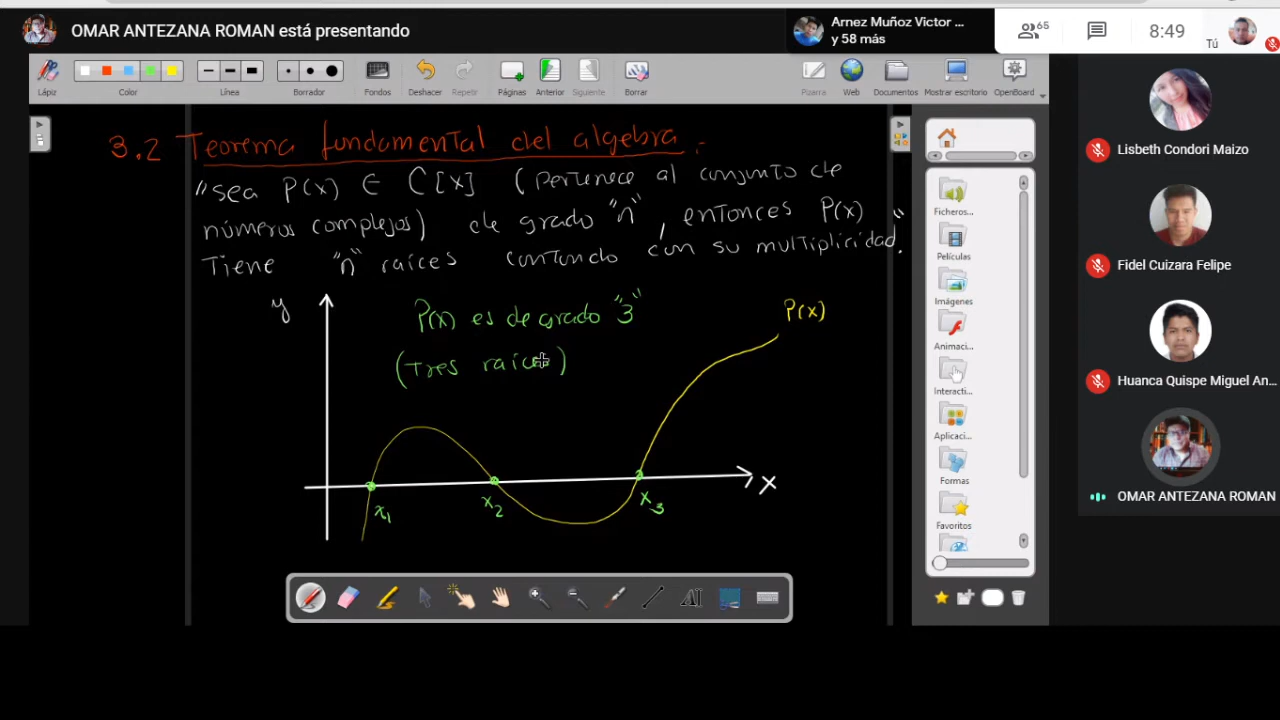 OMAR ANTEZANA ROMAN está presentando
Arnez Muñoz Victor ...
y 58 más
65
8:49
Tú
Lápiz
Color
Línea
Borrador
Fondos
Deshacer
Repetir
Páginas
Anterior
Siguiente
Borrar
Pizarra
Web
Documentos
Mostrar escritorio
OpenBoard
3.2 Teorema fundamental del algebra.-
"sea P(x) ∈ C[x] (pertenece al conjunto de
números complejos) de grado "n", entonces P(x)
Tiene "n" raíces contando con su multiplicidad."
y
P(x) es de grado "3"
(Tres raíces)
P(x)
x
x₁
x₂
x₃
Ficheros...
Películas
Imágenes
Animaci...
Interacti...
Aplicaci...
Formas
Favoritos
Lisbeth Condori Maizo
Fidel Cuizara Felipe
Huanca Quispe Miguel An...
OMAR ANTEZANA ROMAN
AI